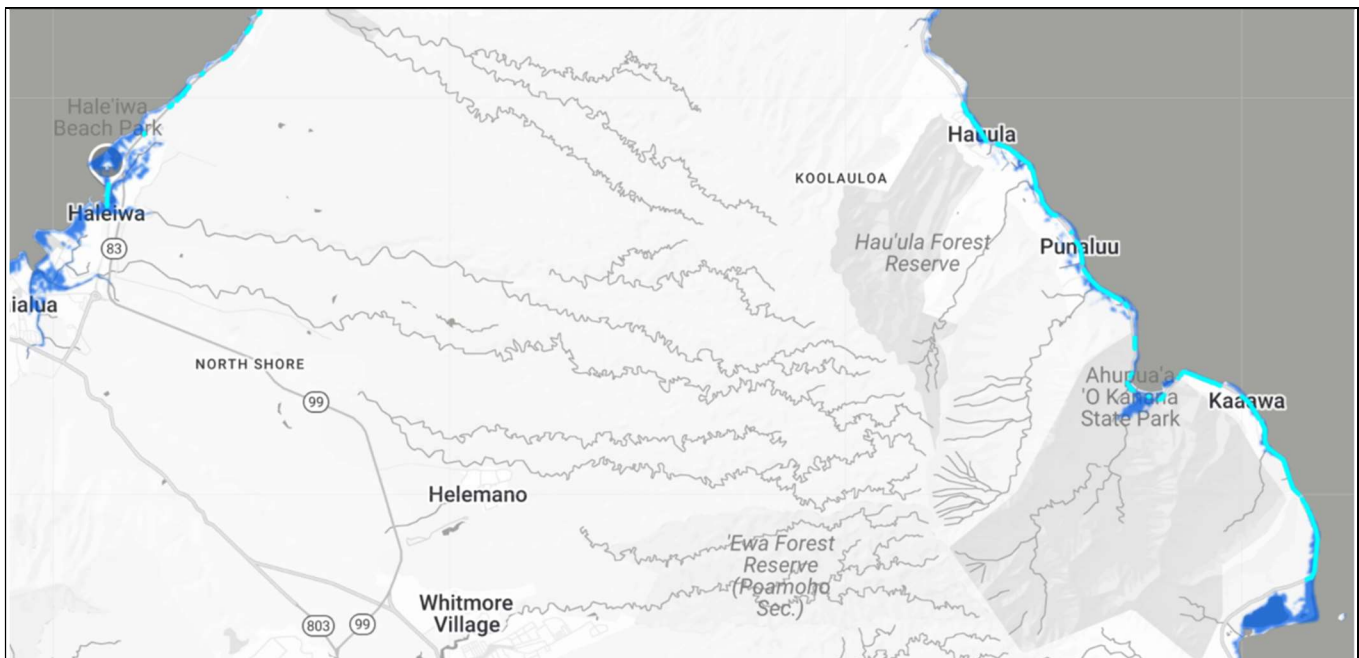 Hale'iwa
Beach Park
Hauula
KOOLAULOA
Haleiwa
83
Hau'ula Forest
Reserve
Punaluu
ialua
NORTH SHORE
99
Ahupua'a
'O Kahana
State Park
Kaaawa
Helemano
'Ewa Forest
Reserve
(Poamoho
Sec.)
Whitmore
Village
803
99